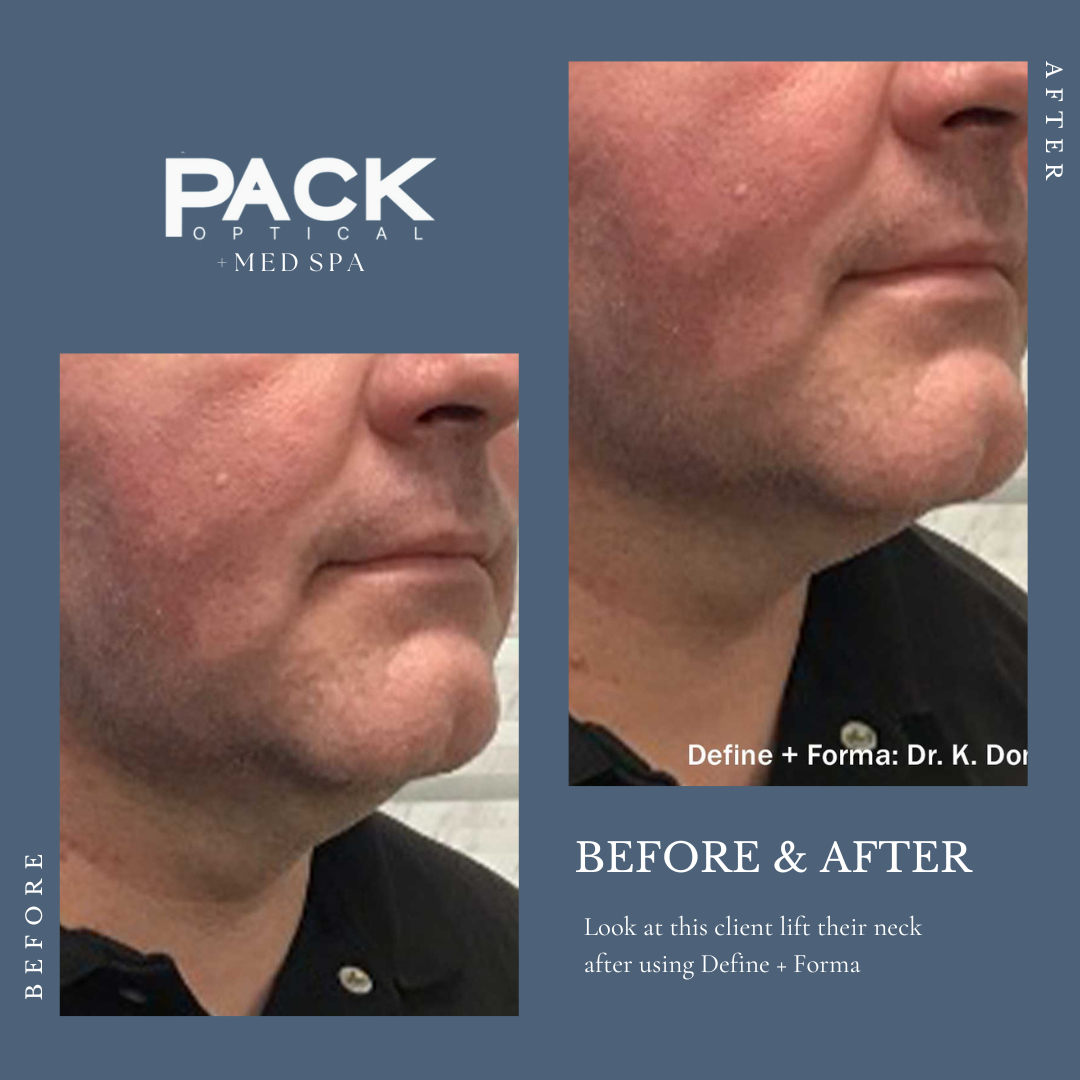 PACK
OPTICAL
+ MED SPA
BEFORE
AFTER
Define + Forma: Dr. K. Dor
BEFORE & AFTER
Look at this client lift their neck
after using Define + Forma